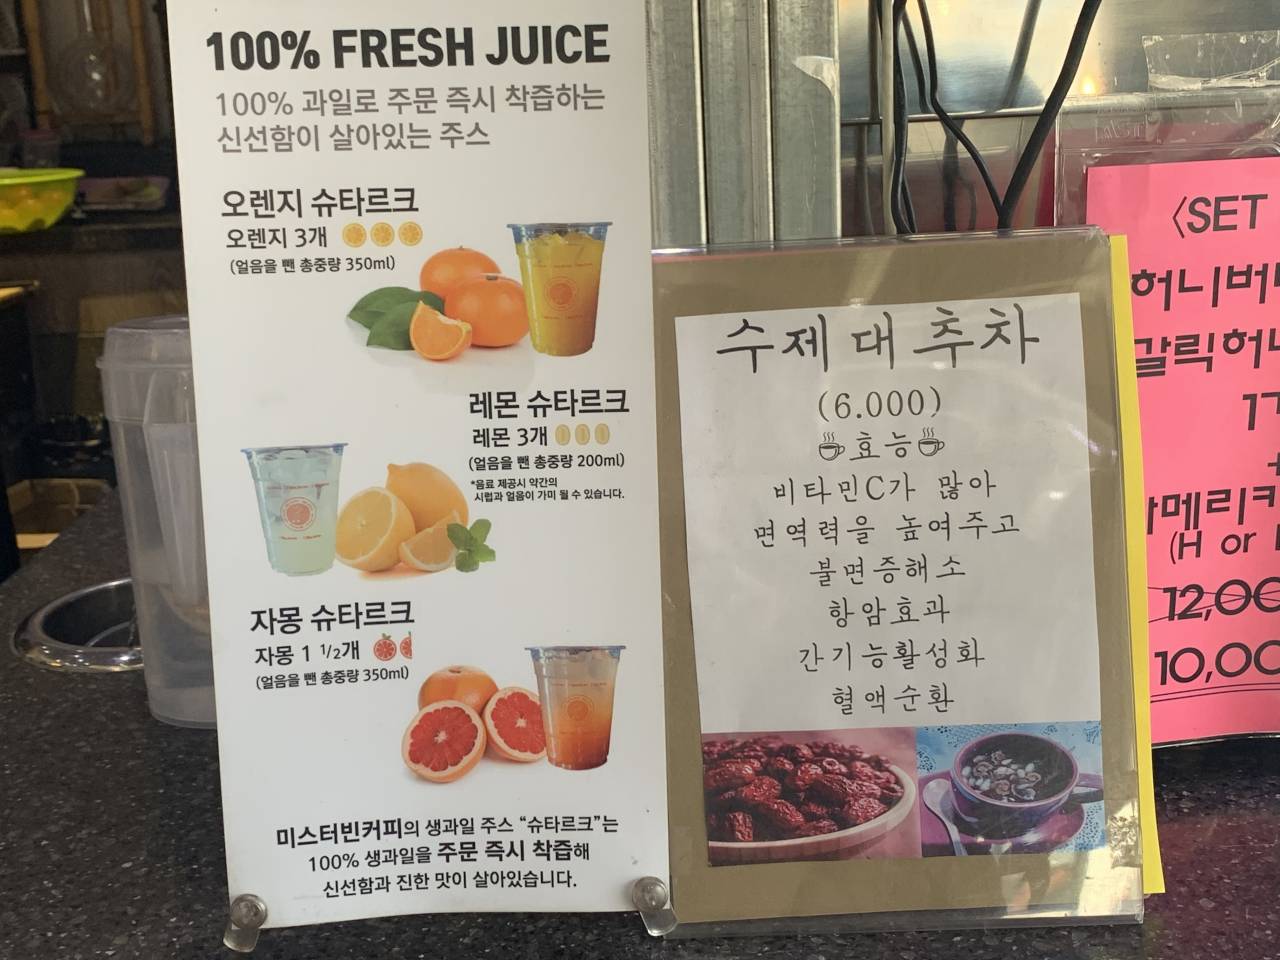 100% FRESH JUICE
100% 과일로 주문 즉시 착즙하는
신선함이 살아있는 주스
오렌지 슈타르크
오렌지 3개
(얼음을 뺀 총중량 350ml)
레몬 슈타르크
레몬 3개
(얼음을 뺀 총중량 200ml)
*음료 제공시 약간의
시럽과 얼음이 가미 될 수 있습니다.
자몽 슈타르크
자몽 1 1/2개
(얼음을 뺀 총중량 350ml)
미스터빈커피의 생과일 주스 “슈타르크”는
100% 생과일을 주문 즉시 착즙해
신선함과 진한 맛이 살아있습니다.
수제 대추차
(6.000)
☕효능☕
비타민C가 많아
면역력을 높여주고
불면증해소
항암효과
간기능활성화
혈액순환
<SET
허니버
갈릭허니
메리카
(H or
12,00
10,00